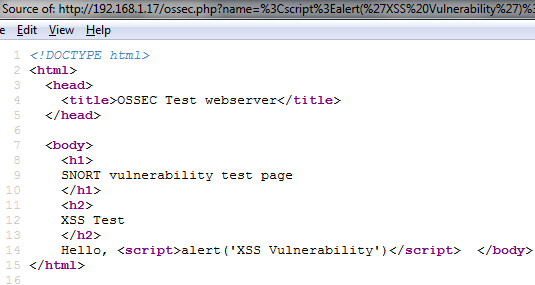 Source of: http://192.168.1.17/ossec.php?name=%3Cscript%3Ealert(%27XSS%20Vulnerability%27)%
Edit View Help
1 <!DOCTYPE html>
2 <html>
3 <head>
4 <title>OSSEC Test webserver</title>
5 </head>
6
7 <body>
8 <h1>
9 SNORT vulnerability test page
10 </h1>
11 <h2>
12 XSS Test
13 </h2>
14 Hello, <script>alert('XSS Vulnerability')</script> </body>
15 </html>
16